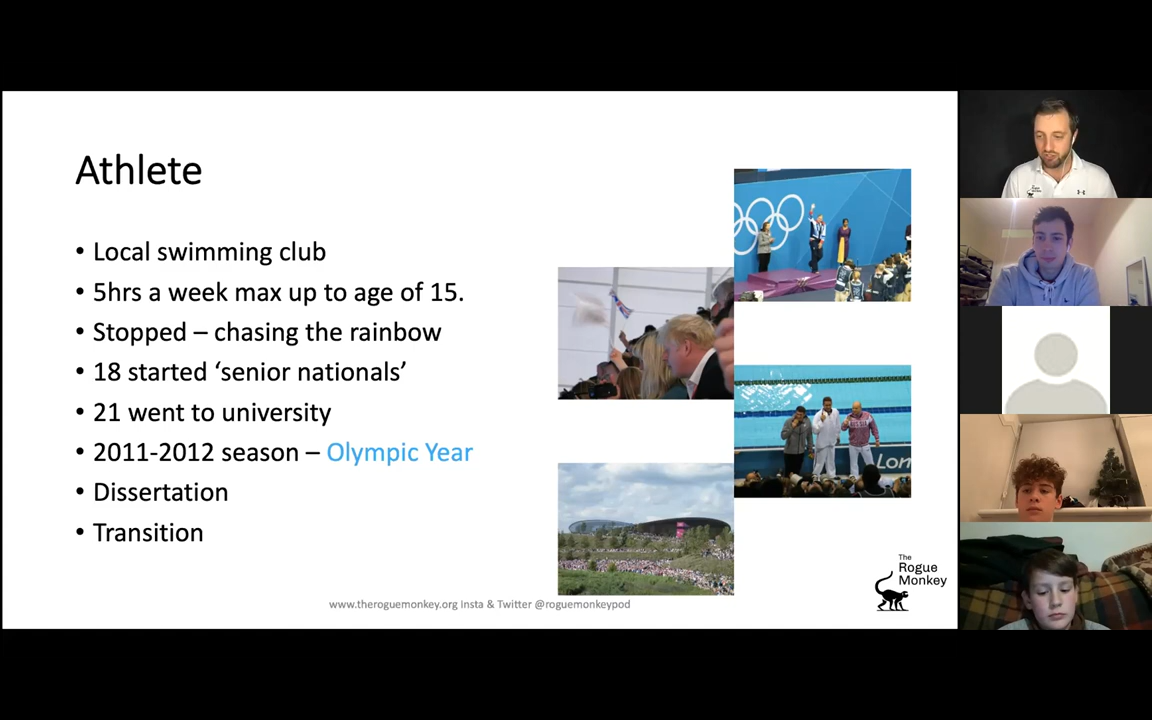 Athlete
• Local swimming club
• 5hrs a week max up to age of 15.
• Stopped – chasing the rainbow
• 18 started ‘senior nationals’
• 21 went to university
• 2011-2012 season – Olympic Year
• Dissertation
• Transition
Lon
The
Rogue
Monkey
www.theroguemonkey.org Insta & Twitter @roguemonkeypod